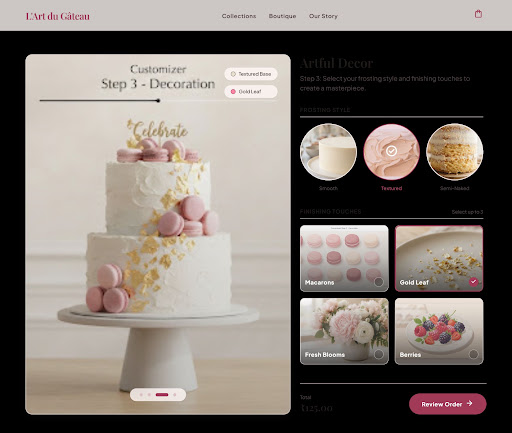 L'Art du Gâteau
Collections
Boutique
Our Story
Customizer
Step 3 - Decoration
Textured Base
Gold Leaf
Celebrate
Artful Decor
Step 3: Select your frosting style and finishing touches to
create a masterpiece.
FROSTING STYLE
Smooth
Textured
Semi-Naked
FINISHING TOUCHES
Select up to 3
Macarons
Gold Leaf
Fresh Blooms
Berries
Total
$125.00
Review Order